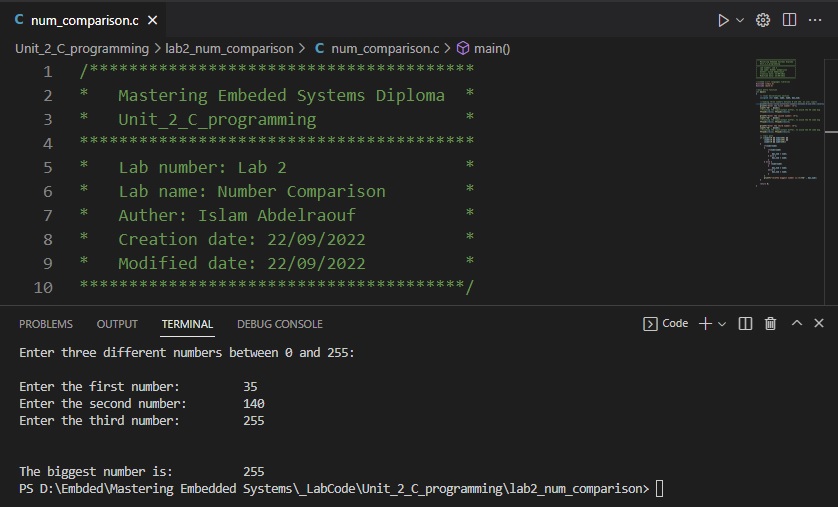 C num_comparison.c
Unit_2_C_programming > lab2_num_comparison > C num_comparison.c > main()
1 /***************************************
2 *   Mastering Embeded Systems Diploma  *
3 *   Unit_2_C_programming               *
4 ****************************************
5 *   Lab number: Lab 2                  *
6 *   Lab name: Number Comparison        *
7 *   Auther: Islam Abdelraouf           *
8 *   Creation date: 22/09/2022          *
9 *   Modified date: 22/09/2022          *
10 ***************************************/
PROBLEMS OUTPUT TERMINAL DEBUG CONSOLE Code
Enter three different numbers between 0 and 255:
Enter the first number: 35
Enter the second number: 140
Enter the third number: 255
The biggest number is: 255
PS D:\Embded\Mastering Embedded Systems\_LabCode\Unit_2_C_programming\lab2_num_comparison>